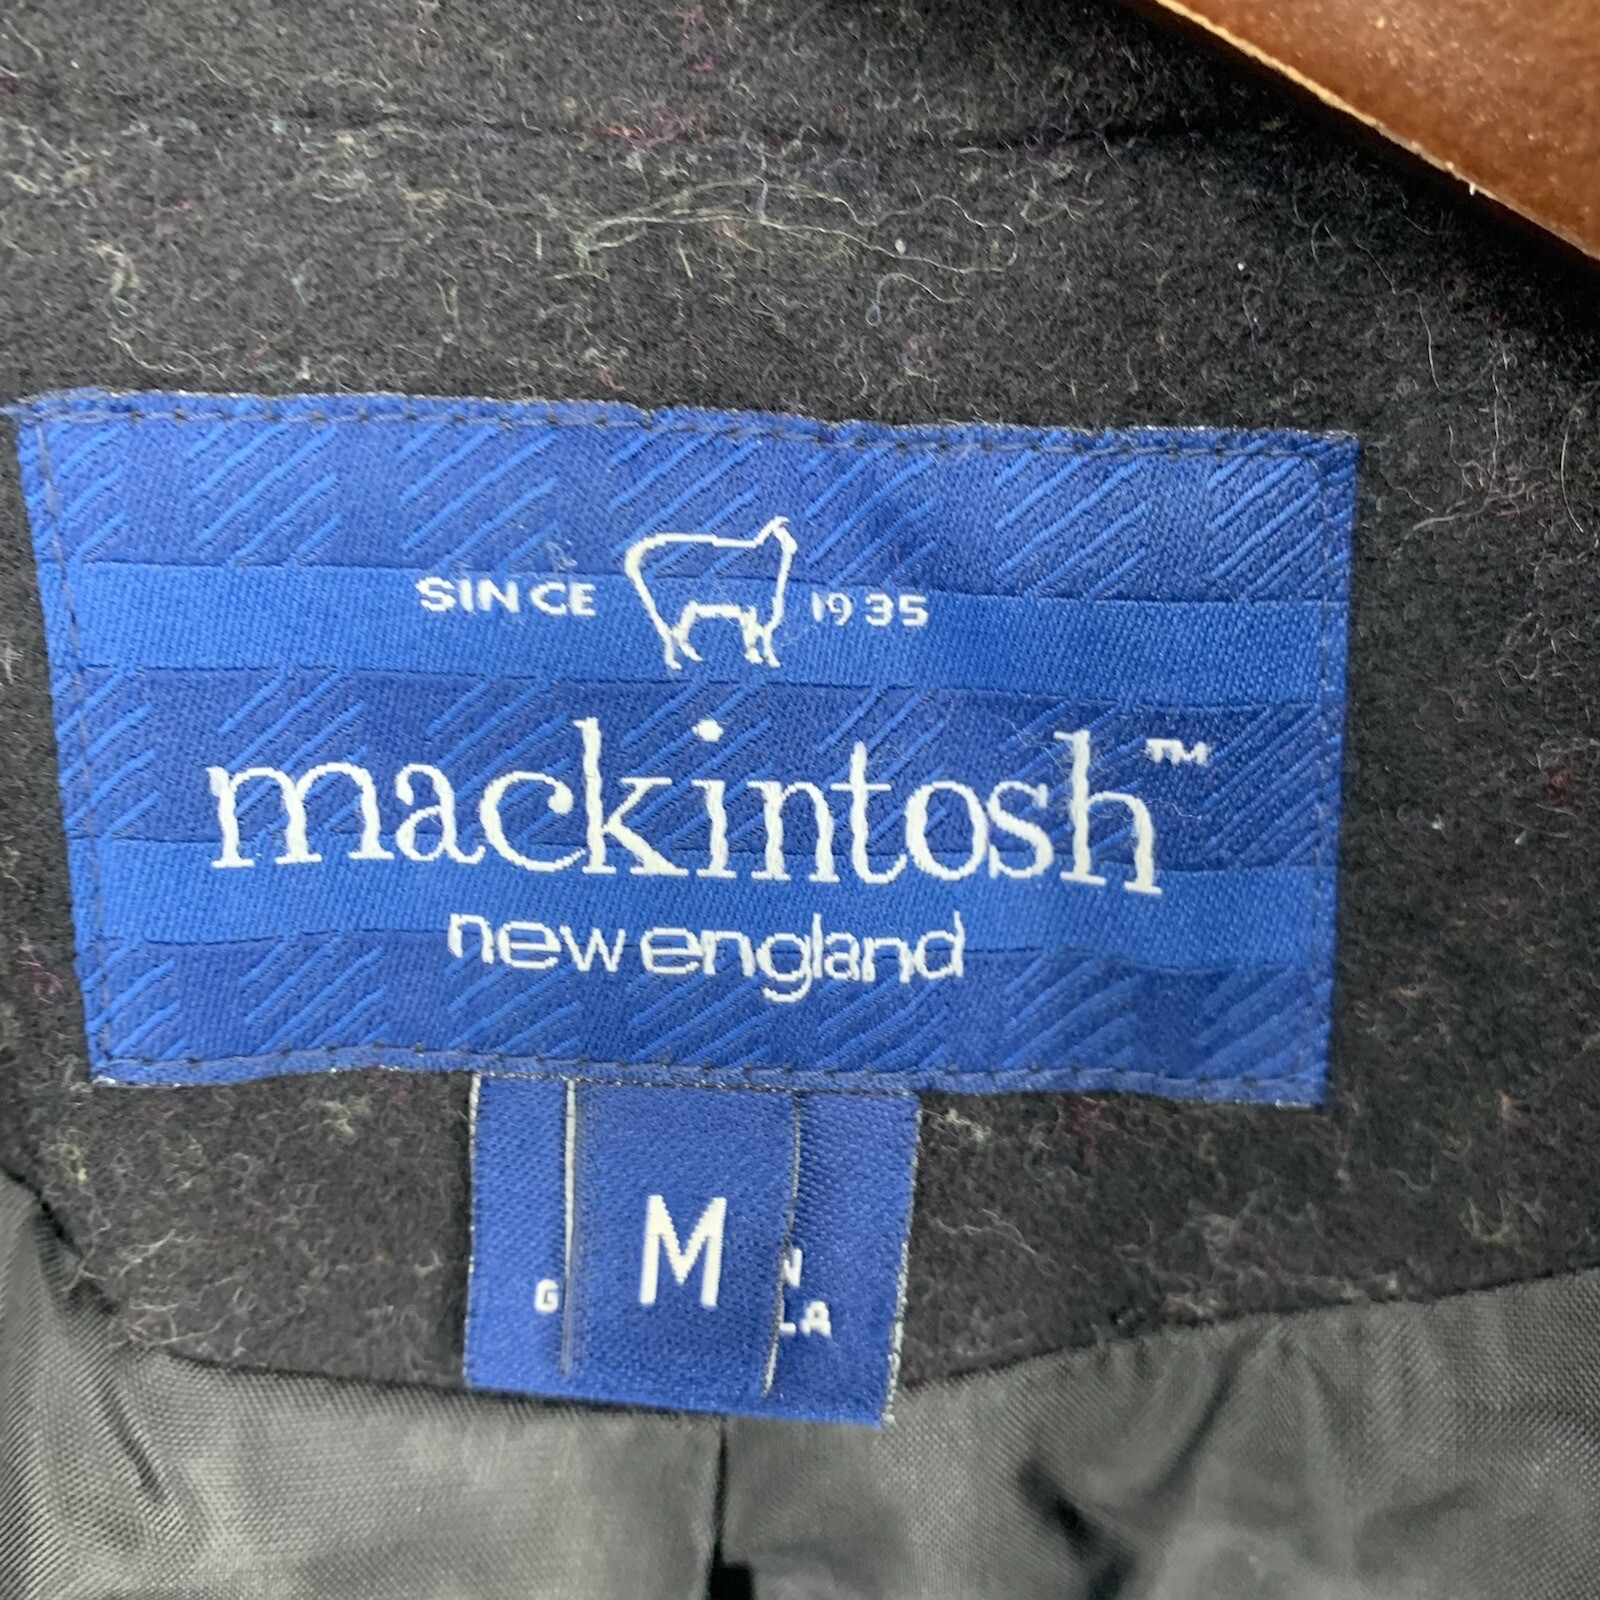 SINCE 1935
mackintosh™
new england
M